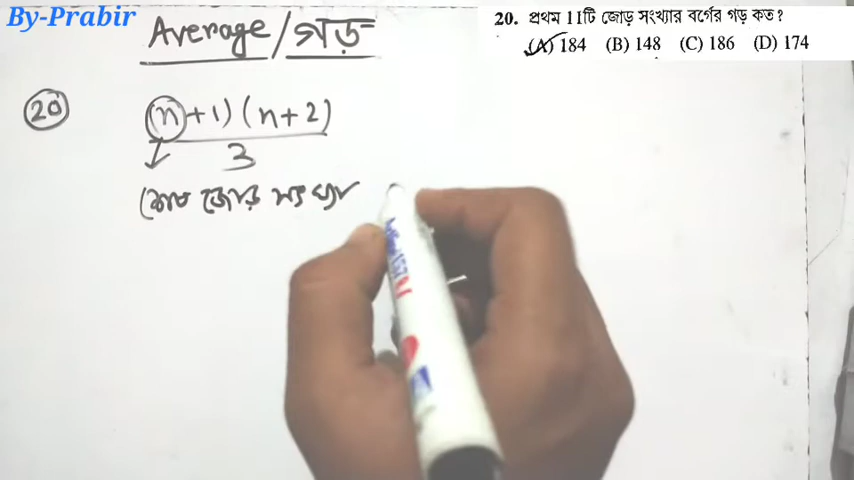 By-Prabir
Average/গড়
20. প্রথম 11টি জোড় সংখ্যার বর্গের গড় কত?
(A) 184 (B) 148 (C) 186 (D) 174
20
(n+1)(n+2)
3
শেষ জোর সংখ্যা